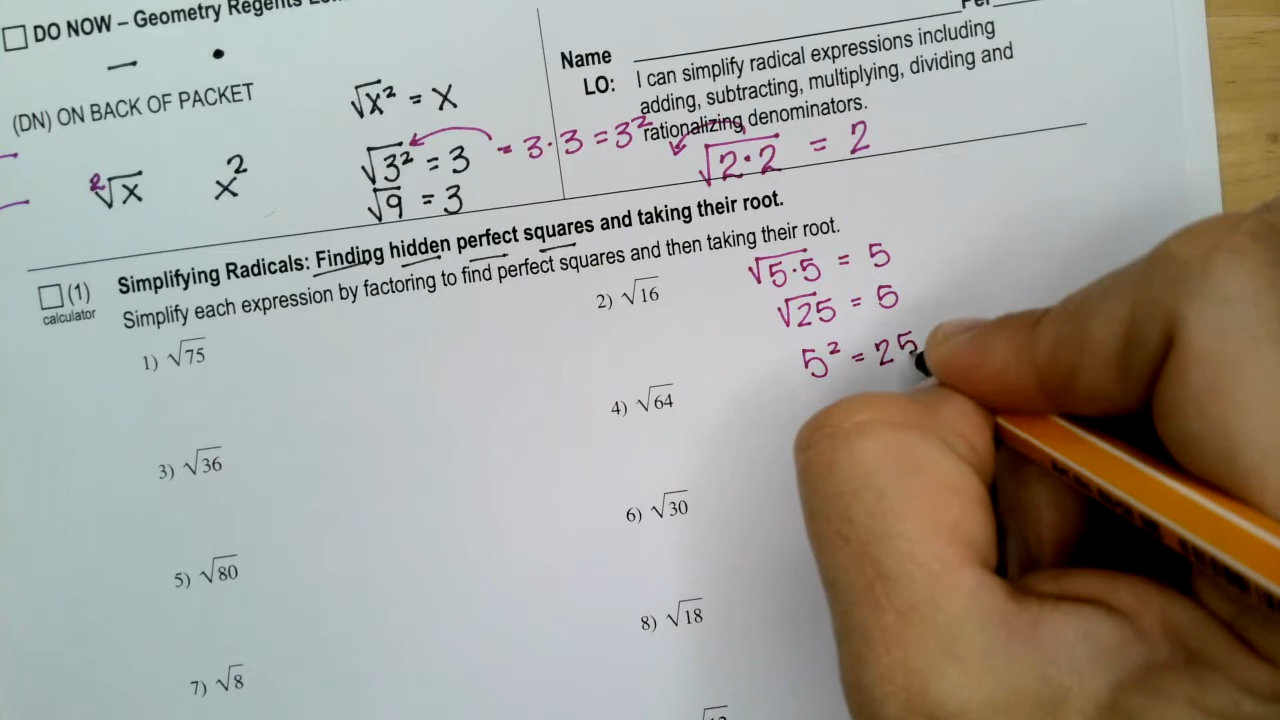 DO NOW – Geometry Regents
(DN) ON BACK OF PACKET
²√x x²
√x² = x
√3² = 3 = 3·3 = 3²
√9 = 3
Name
LO: I can simplify radical expressions including
adding, subtracting, multiplying, dividing and
rationalizing denominators.
√2·2 = 2
(1) Simplifying Radicals: Finding hidden perfect squares and taking their root.
calculator Simplify each expression by factoring to find perfect squares and then taking their root.
√5·5 = 5
√25 = 5
5² = 25
1) √75
2) √16
3) √36
4) √64
5) √80
6) √30
7) √8
8) √18